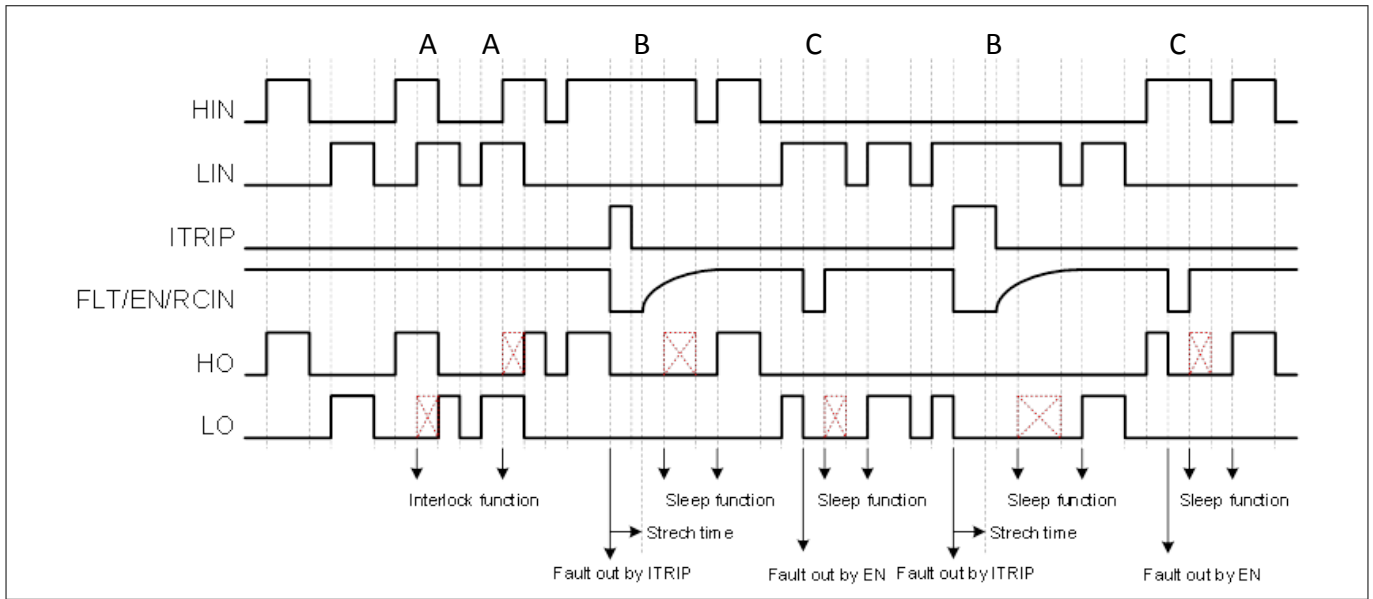 A A B C B C
HIN
LIN
ITRIP
FLT/EN/RCIN
HO
LO
Interlock function Sleep function Sleep function Sleep function Sleep function
Strech time Strech time
Fault out by ITRIP Fault out by EN Fault out by ITRIP Fault out by EN